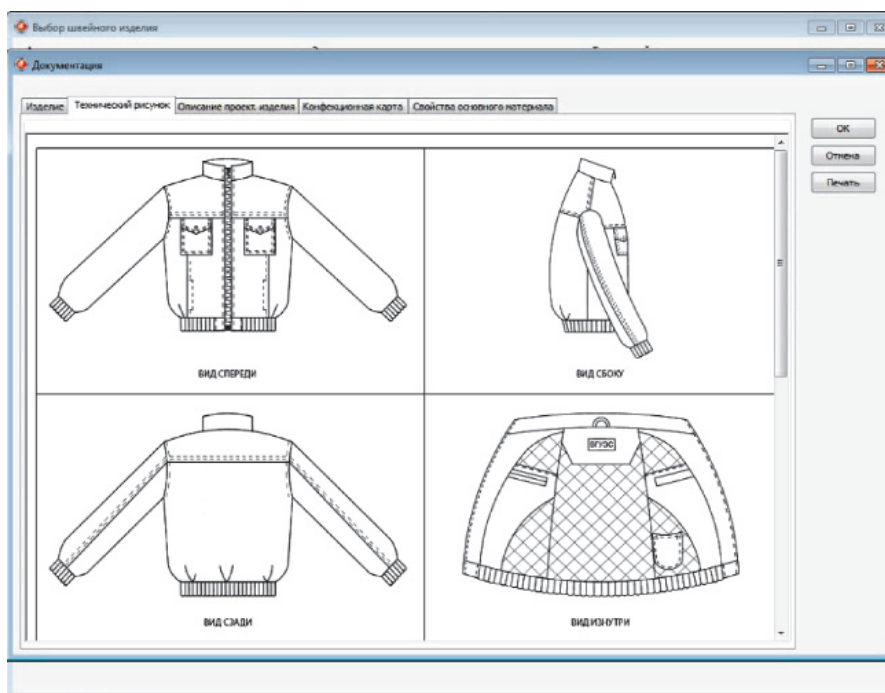 Выбор швейного изделия
Документация
Изделие Технический рисунок Описание проект. изделия Конфекционная карта Свойства основного материала
ОК
Отмена
Печать
ВИД СПЕРЕДИ
ВИД СБОКУ
ВГУЭС
ВИД СЗАДИ
ВИД ИЗНУТРИ